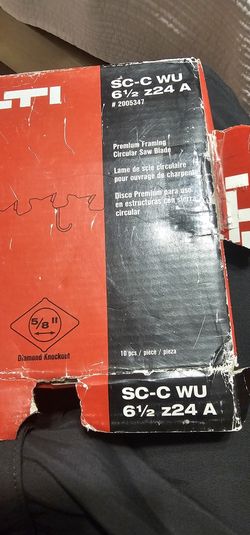 SC-C WU
6½ z24 A
# 2005347
Premium Framing
Circular Saw Blade
Lame de scie circulaire
pour ouvrage de charpente
Disco Premium para uso
en estructuras con sierra
circular
5/8"
Diamond Knockout
10 pcs / pièce / pieza
SC-C WU
6½ z24 A